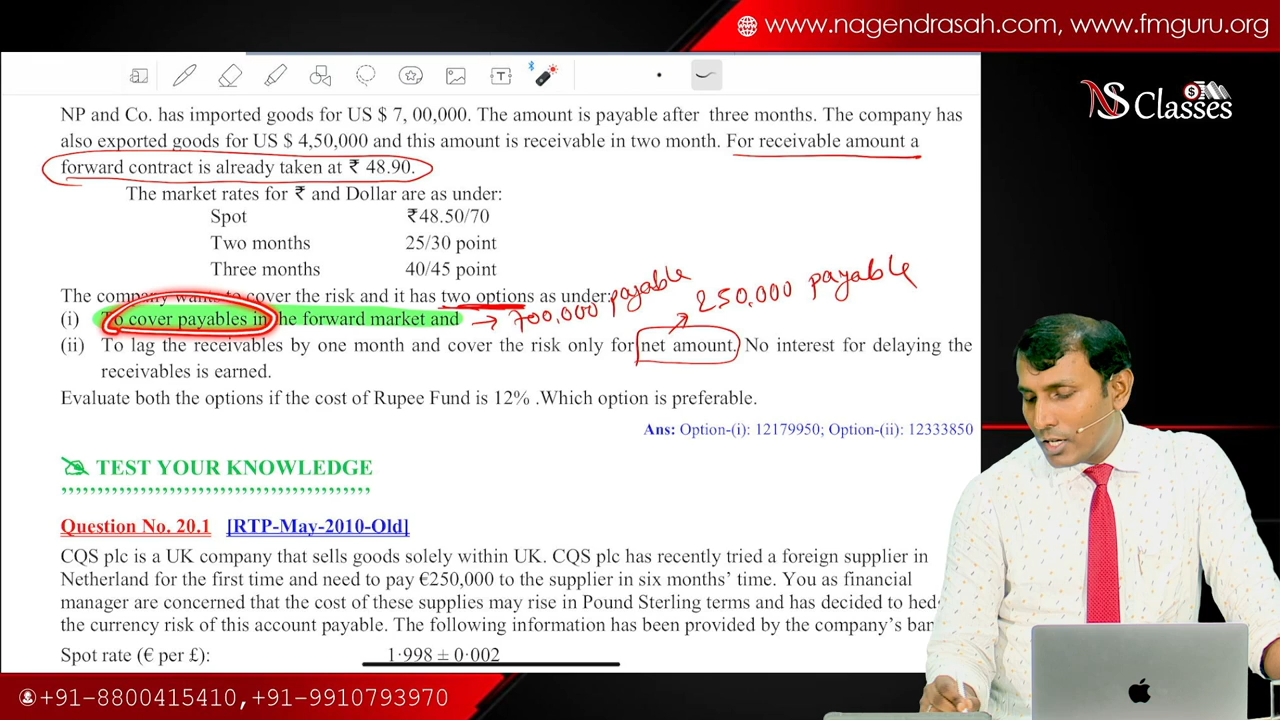 www.nagendrasah.com, www.fmguru.org
NS Classes
T
NP and Co. has imported goods for US $ 7, 00,000. The amount is payable after three months. The company has
also exported goods for US $ 4,50,000 and this amount is receivable in two month. For receivable amount a
forward contract is already taken at ₹ 48.90.
The market rates for ₹ and Dollar are as under:
Spot ₹48.50/70
Two months 25/30 point
Three months 40/45 point
The company wants to cover the risk and it has two options as under:
(i) To cover payables in the forward market and → 700,000 payable
250,000 payable
(ii) To lag the receivables by one month and cover the risk only for net amount. No interest for delaying the
receivables is earned.
Evaluate both the options if the cost of Rupee Fund is 12% .Which option is preferable.
Ans: Option-(i): 12179950; Option-(ii): 12333850
TEST YOUR KNOWLEDGE
Question No. 20.1 [RTP-May-2010-Old]
CQS plc is a UK company that sells goods solely within UK. CQS plc has recently tried a foreign supplier in
Netherland for the first time and need to pay €250,000 to the supplier in six months’ time. You as financial
manager are concerned that the cost of these supplies may rise in Pound Sterling terms and has decided to hed
the currency risk of this account payable. The following information has been provided by the company’s ban
Spot rate (€ per £): 1·998 ± 0·002
+91-8800415410,+91-9910793970